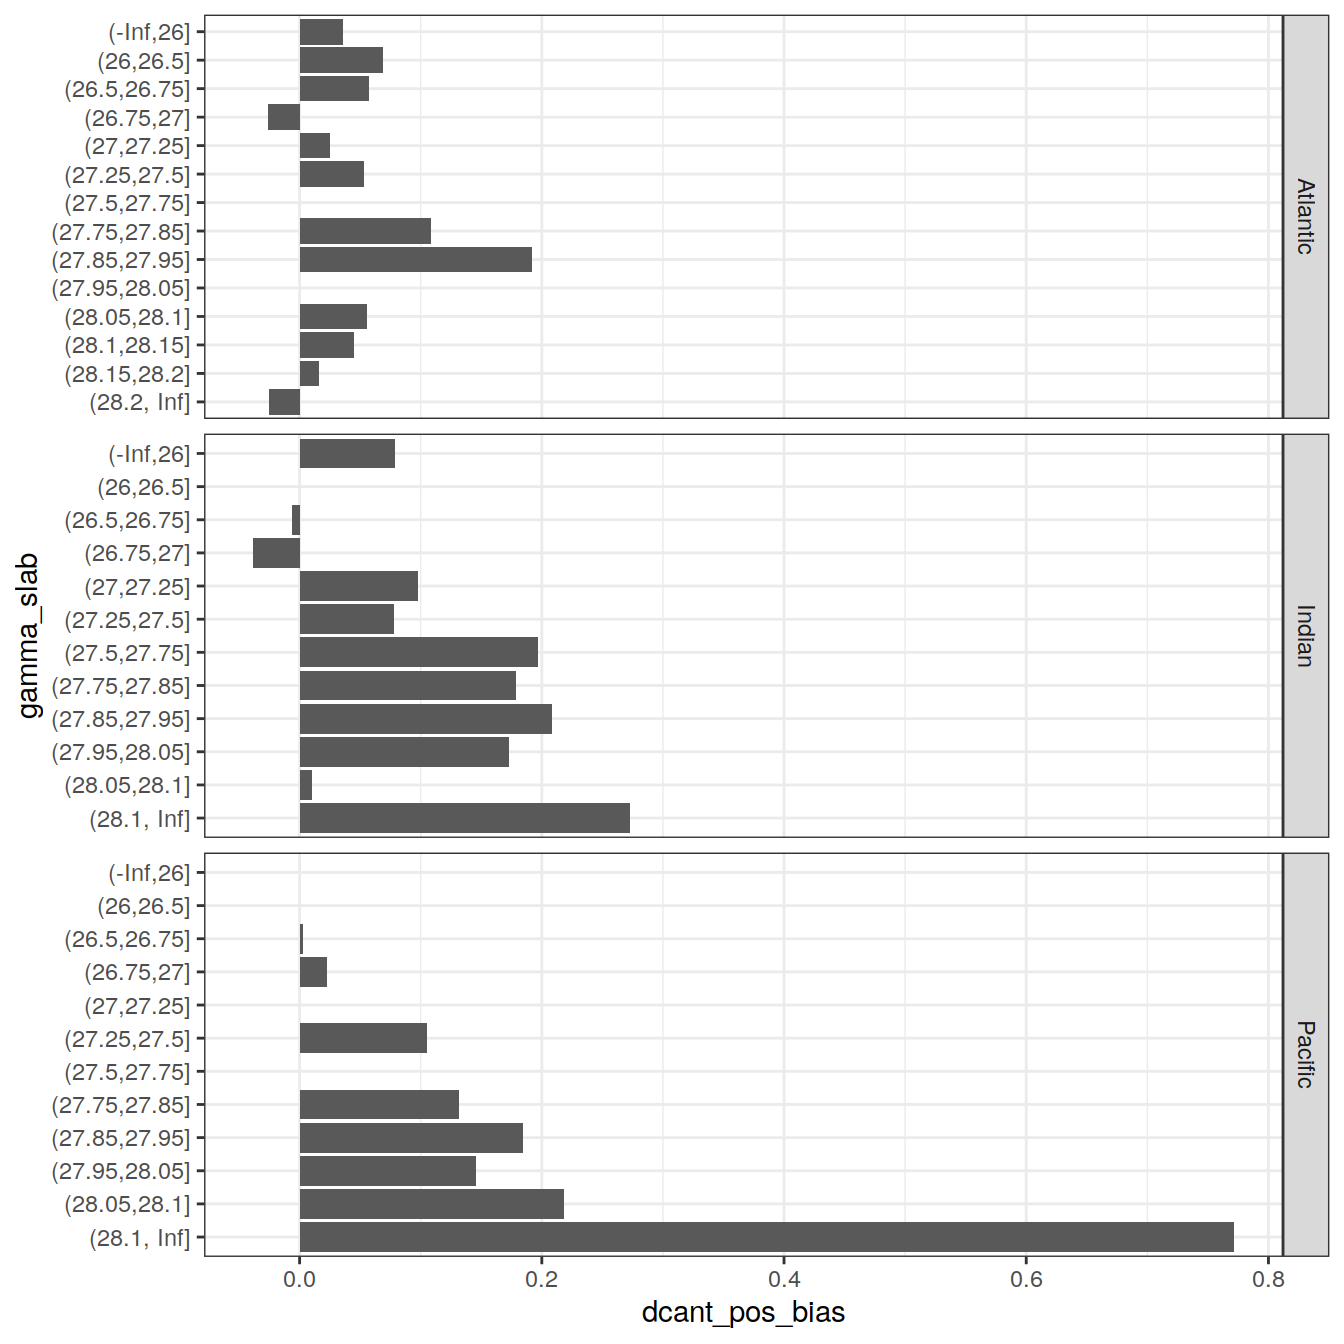 (-Inf,26]
(26,26.5]
(26.5,26.75]
(26.75,27]
(27,27.25]
(27.25,27.5]
(27.5,27.75]
(27.75,27.85]
(27.85,27.95]
(27.95,28.05]
(28.05,28.1]
(28.1,28.15]
(28.15,28.2]
(28.2, Inf]
Atlantic
(-Inf,26]
(26,26.5]
(26.5,26.75]
(26.75,27]
(27,27.25]
(27.25,27.5]
(27.5,27.75]
(27.75,27.85]
(27.85,27.95]
(27.95,28.05]
(28.05,28.1]
(28.1, Inf]
Indian
gamma_slab
(-Inf,26]
(26,26.5]
(26.5,26.75]
(26.75,27]
(27,27.25]
(27.25,27.5]
(27.5,27.75]
(27.75,27.85]
(27.85,27.95]
(27.95,28.05]
(28.05,28.1]
(28.1, Inf]
Pacific
0.0 0.2 0.4 0.6 0.8
dcant_pos_bias